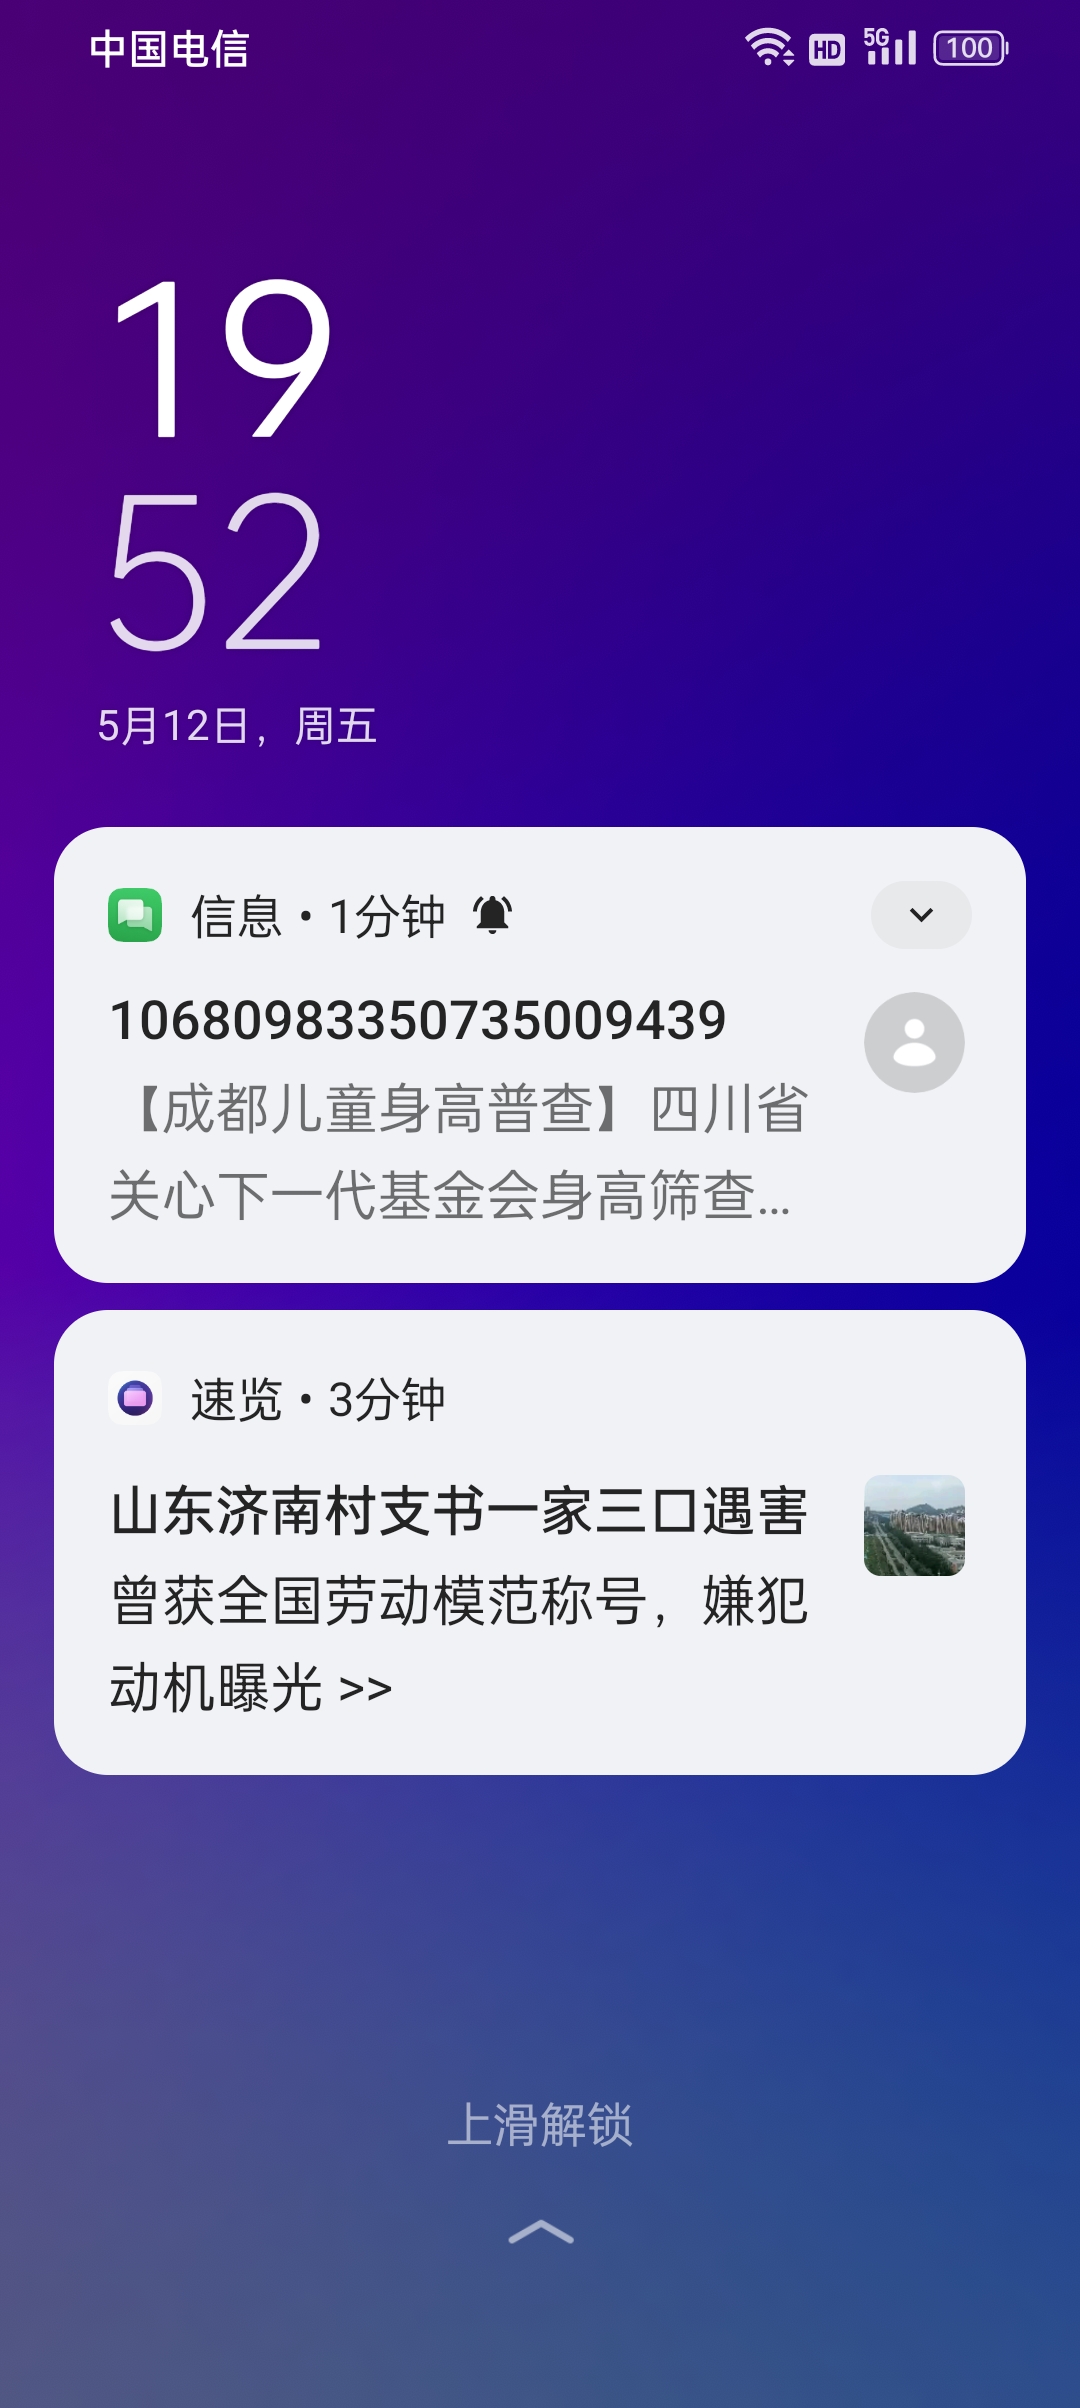 中国电信
HD
5G
100
19
52
5月12日，周五
信息 • 1分钟
10680983350735009439
【成都儿童身高普查】四川省
关心下一代基金会身高筛查...
速览 • 3分钟
山东济南村支书一家三口遇害
曾获全国劳动模范称号，嫌犯
动机曝光 >>
上滑解锁